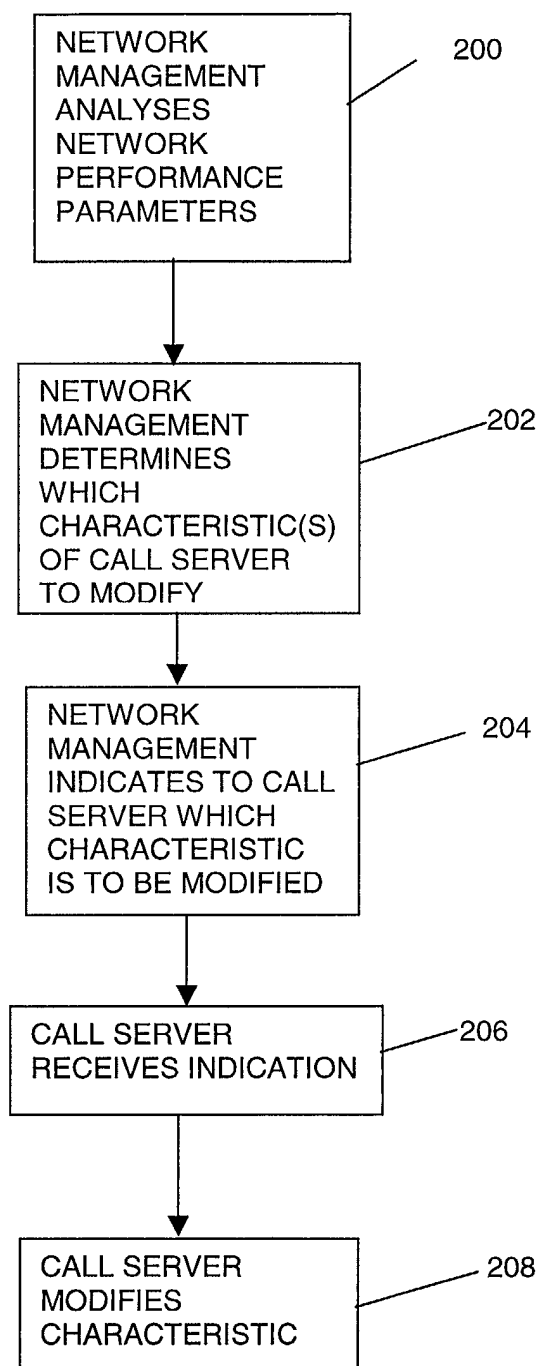 NETWORK
MANAGEMENT
ANALYSES
NETWORK
PERFORMANCE
PARAMETERS
200
NETWORK
MANAGEMENT
DETERMINES
WHICH
CHARACTERISTIC(S)
OF CALL SERVER
TO MODIFY
202
NETWORK
MANAGEMENT
INDICATES TO CALL
SERVER WHICH
CHARACTERISTIC
IS TO BE MODIFIED
204
CALL SERVER
RECEIVES INDICATION
206
CALL SERVER
MODIFIES
CHARACTERISTIC
208